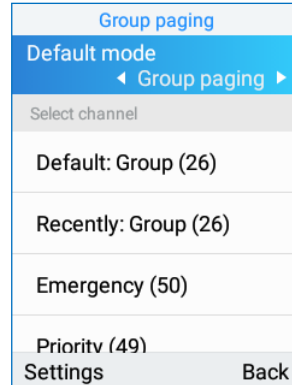 Group paging
Default mode
Group paging
Select channel
Default: Group (26)
Recently: Group (26)
Emergency (50)
Priority (49)
Settings Back